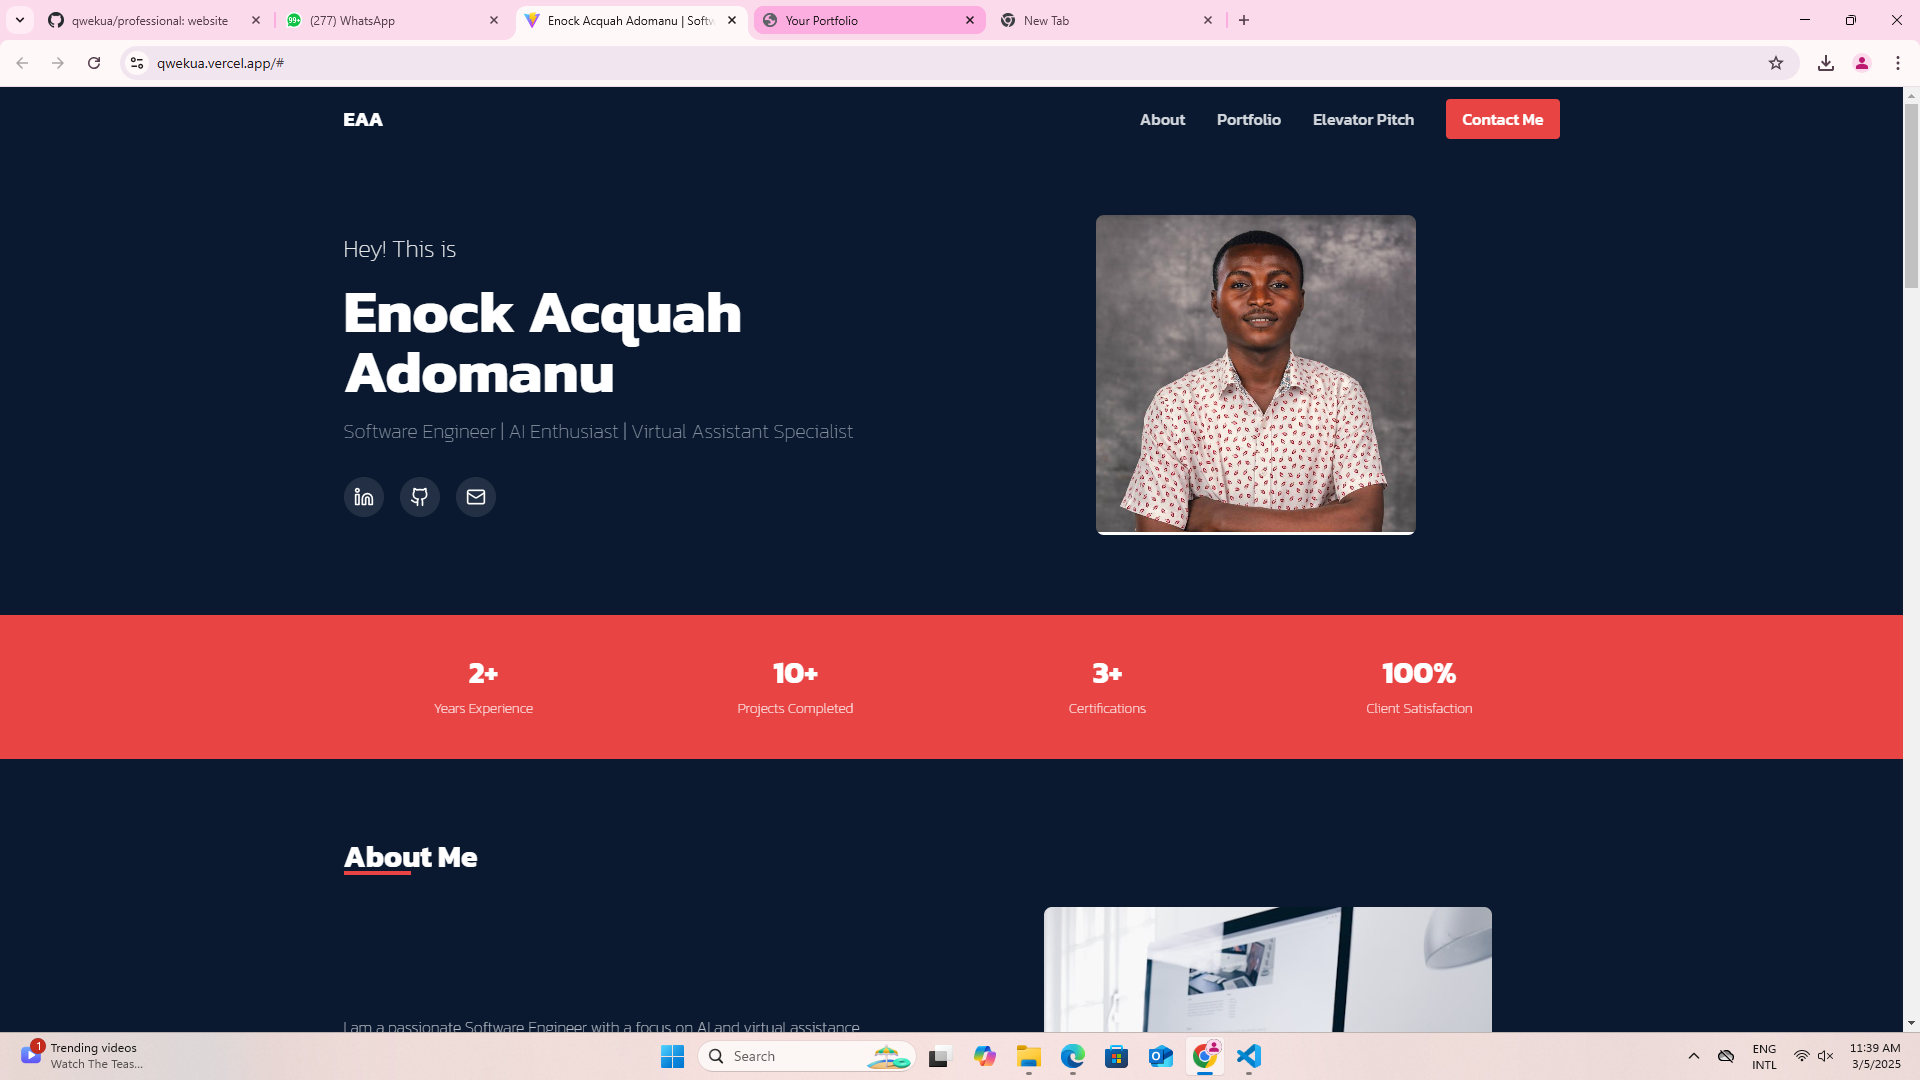 qwekua/professional: website
(277) WhatsApp
Enock Acquah Adomanu | Softw
Your Portfolio
New Tab
qwekua.vercel.app/#
EAA
About
Portfolio
Elevator Pitch
Contact Me
Hey! This is
Enock Acquah
Adomanu
Software Engineer | AI Enthusiast | Virtual Assistant Specialist
2+
Years Experience
10+
Projects Completed
3+
Certifications
100%
Client Satisfaction
About Me
I am a passionate Software Engineer with a focus on AI and virtual assistance
1
Trending videos
Watch The Teas...
Search
ENG
INTL
11:39 AM
3/5/2025